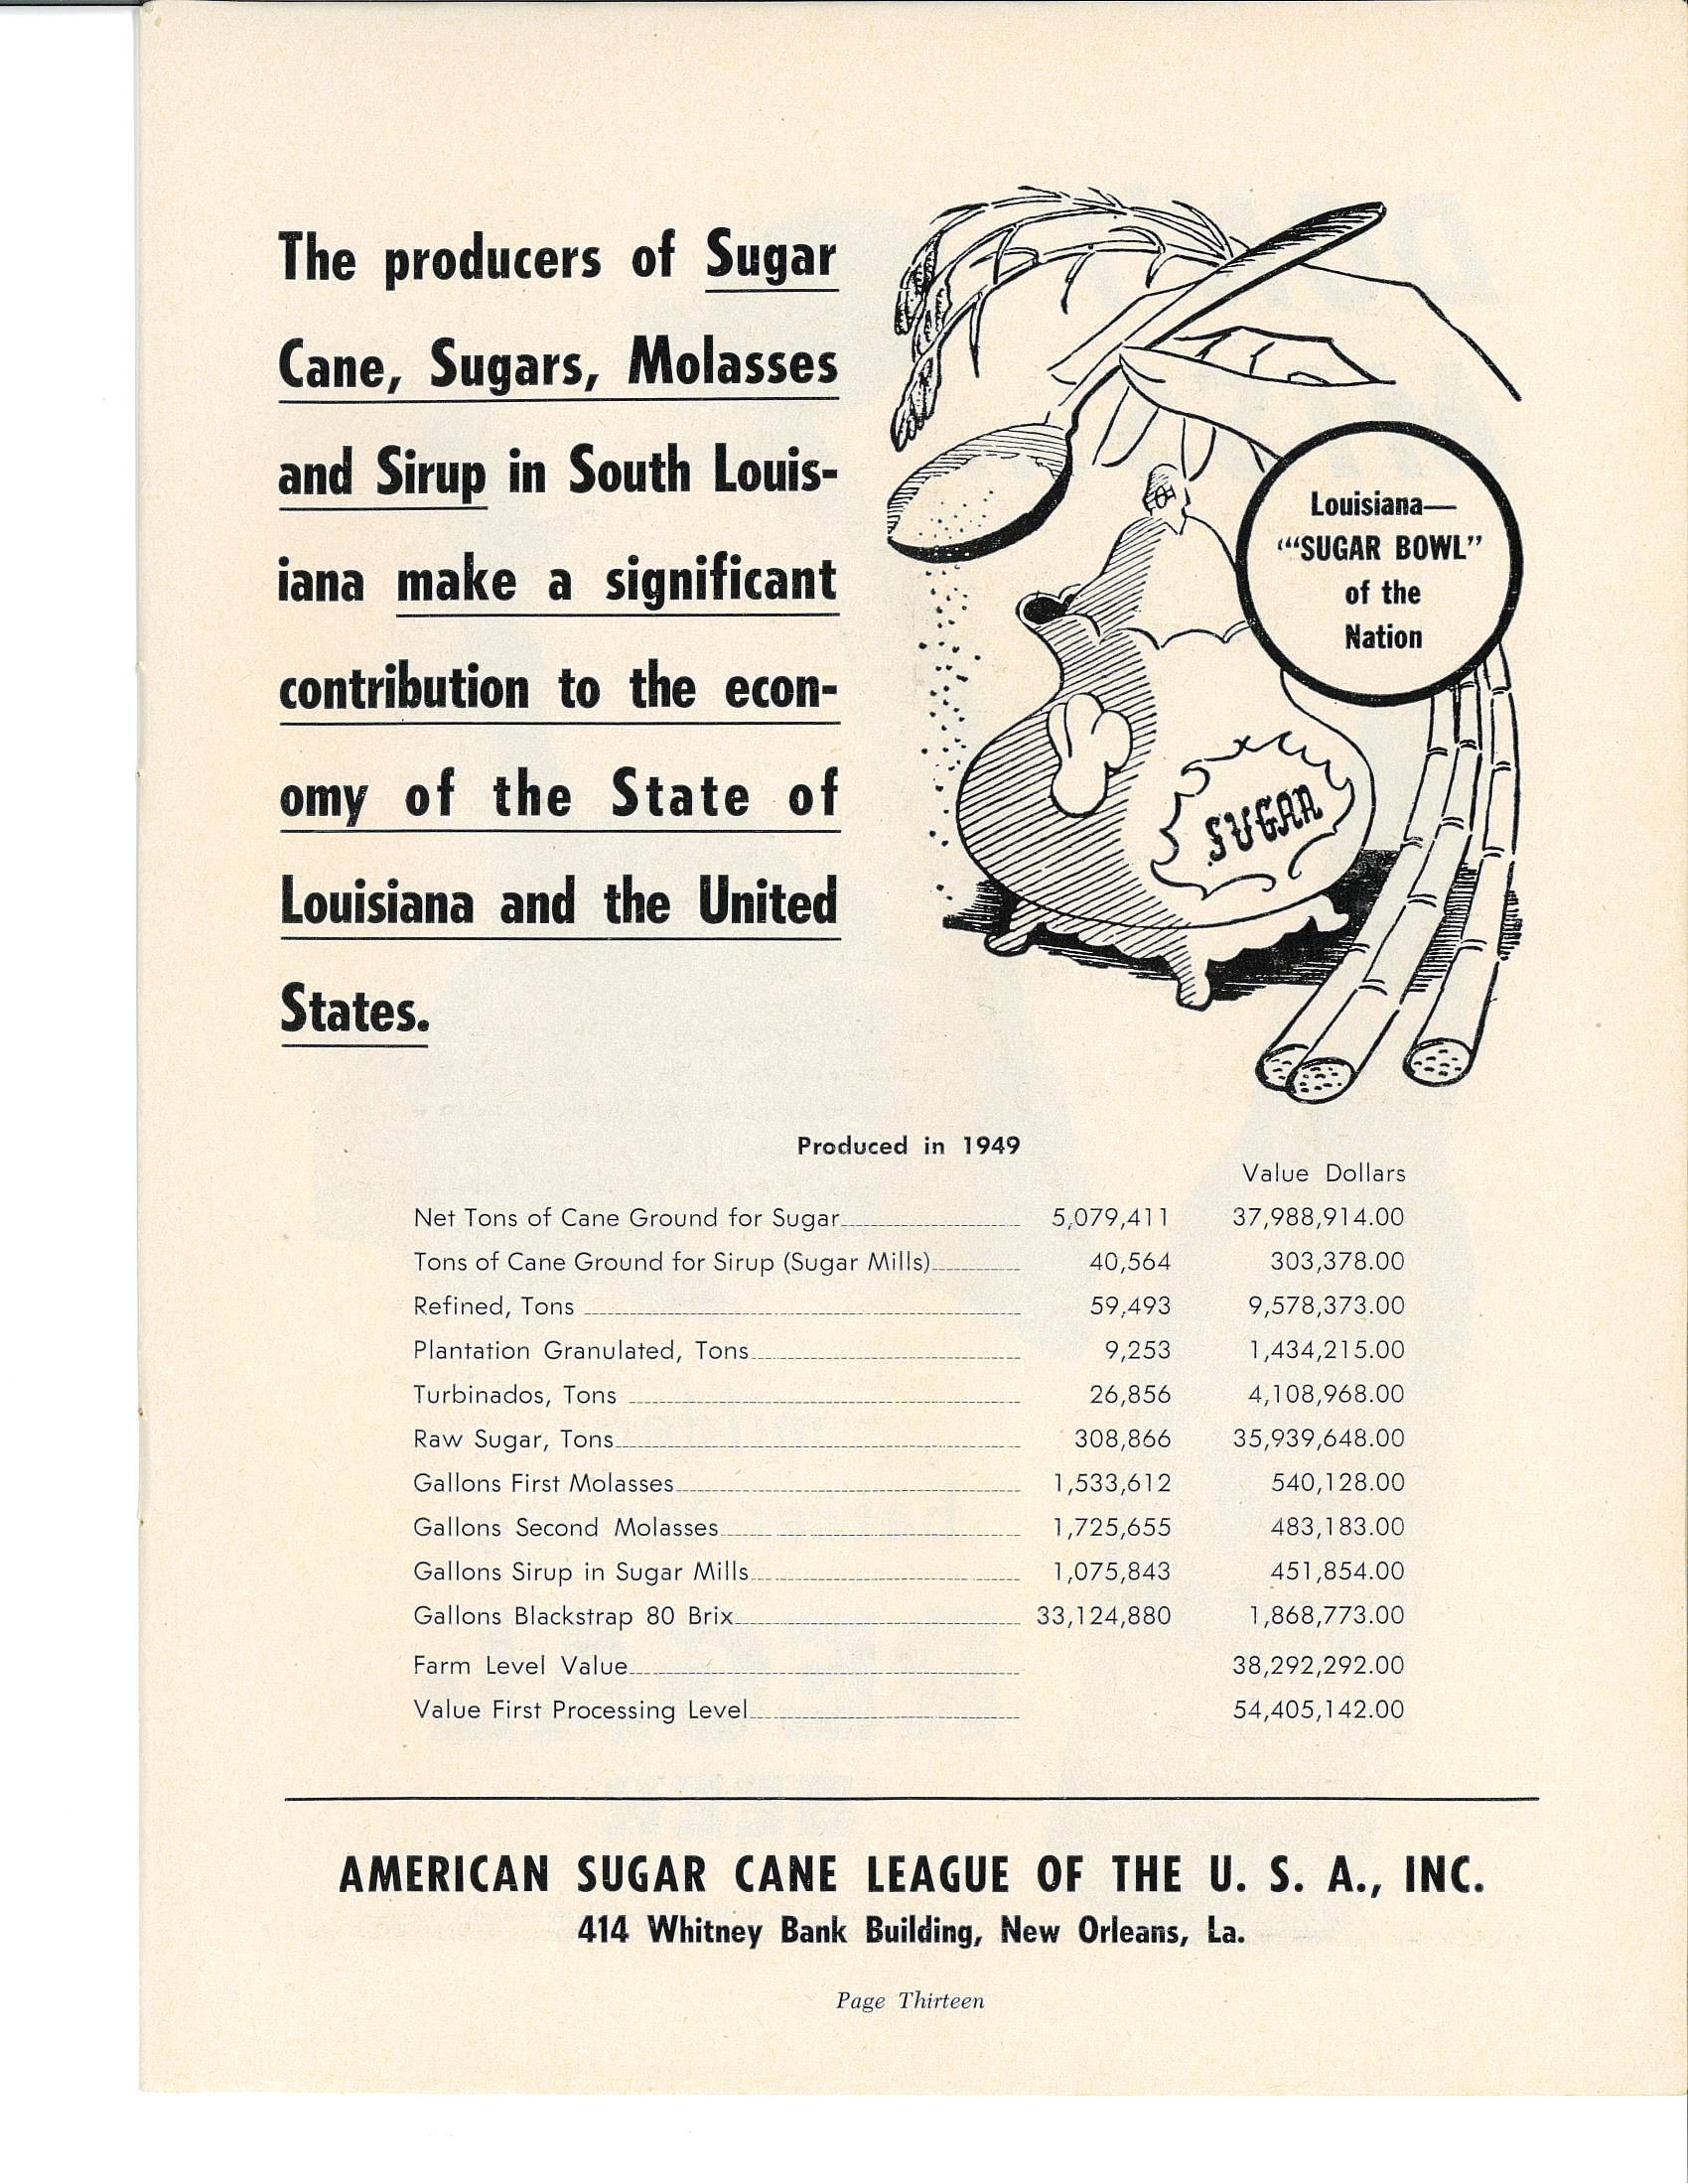 The producers of Sugar
Cane, Sugars, Molasses
and Sirup in South Louis-
iana make a significant
contribution to the econ-
omy of the State of
Louisiana and the United
States.
Louisiana—
“‘SUGAR BOWL”
of the
Nation
SUGAR
Produced in 1949
Value Dollars
Net Tons of Cane Ground for Sugar 5,079,411 37,988,914.00
Tons of Cane Ground for Sirup (Sugar Mills) 40,564 303,378.00
Refined, Tons 59,493 9,578,373.00
Plantation Granulated, Tons 9,253 1,434,215.00
Turbinados, Tons 26,856 4,108,968.00
Raw Sugar, Tons 308,866 35,939,648.00
Gallons First Molasses 1,533,612 540,128.00
Gallons Second Molasses 1,725,655 483,183.00
Gallons Sirup in Sugar Mills 1,075,843 451,854.00
Gallons Blackstrap 80 Brix 33,124,880 1,868,773.00
Farm Level Value 38,292,292.00
Value First Processing Level 54,405,142.00
AMERICAN SUGAR CANE LEAGUE OF THE U. S. A., INC.
414 Whitney Bank Building, New Orleans, La.
Page Thirteen